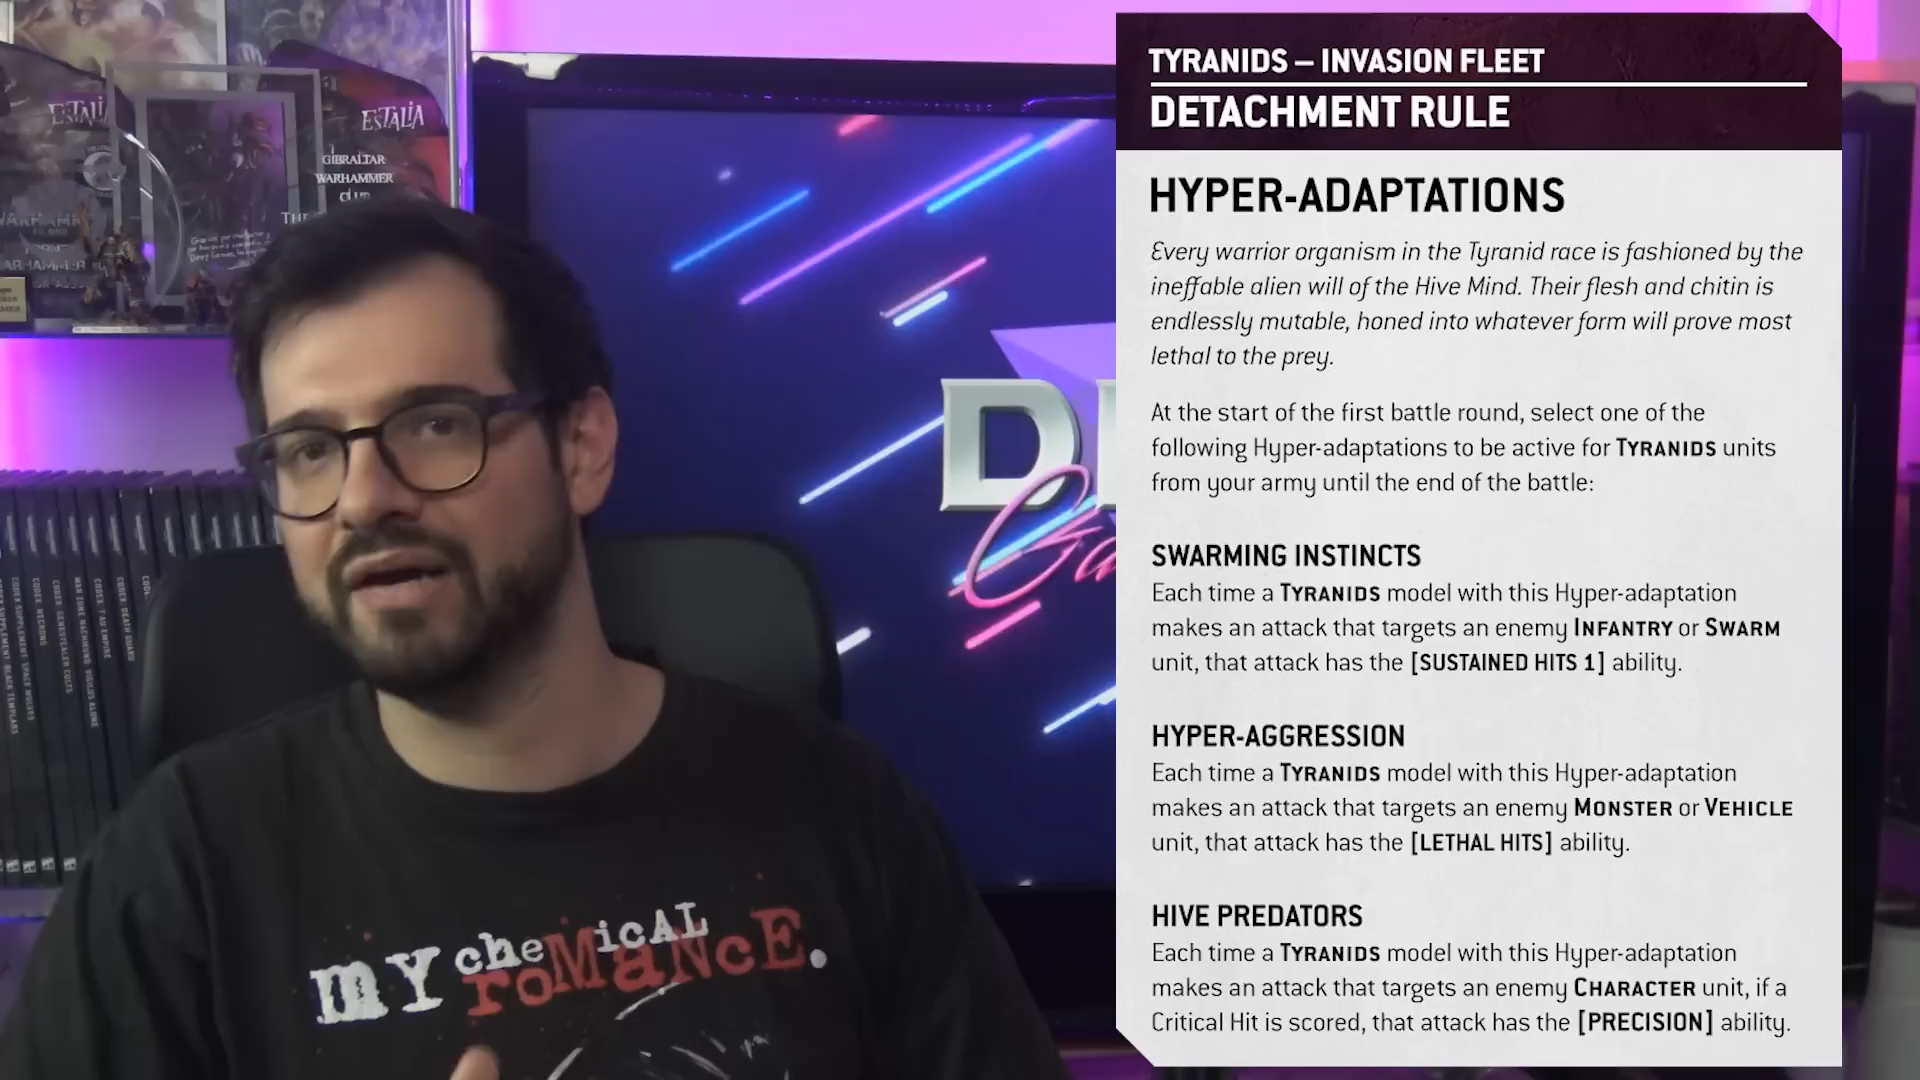 ESTALIA
ESTALIA
GIBRALTAR
WARHAMMER
CLUB
TYRANIDS – INVASION FLEET
DETACHMENT RULE
HYPER-ADAPTATIONS
Every warrior organism in the Tyranid race is fashioned by the
ineffable alien will of the Hive Mind. Their flesh and chitin is
endlessly mutable, honed into whatever form will prove most
lethal to the prey.
At the start of the first battle round, select one of the
following Hyper-adaptations to be active for TYRANIDS units
from your army until the end of the battle:
SWARMING INSTINCTS
Each time a TYRANIDS model with this Hyper-adaptation
makes an attack that targets an enemy INFANTRY or SWARM
unit, that attack has the [SUSTAINED HITS 1] ability.
HYPER-AGGRESSION
Each time a TYRANIDS model with this Hyper-adaptation
makes an attack that targets an enemy MONSTER or VEHICLE
unit, that attack has the [LETHAL HITS] ability.
HIVE PREDATORS
Each time a TYRANIDS model with this Hyper-adaptation
makes an attack that targets an enemy CHARACTER unit, if a
Critical Hit is scored, that attack has the [PRECISION] ability.
my chemicAL
roMaNcE.